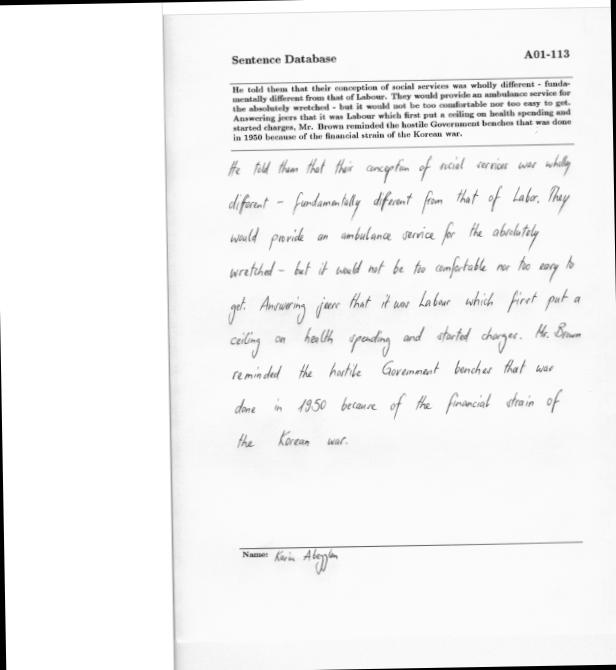 Sentence Database
A01-113
He told them that their conception of social services was wholly different - funda-
mentally different from that of Labour. They would provide an ambulance service for
the absolutely wretched - but it would not be too comfortable nor too easy to get.
Answering jeers that it was Labour which first put a ceiling on health spending and
started charges, Mr. Brown reminded the hostile Government benches that was done
in 1950 because of the financial strain of the Korean war.
He told them that their conception of social services was wholly
different - fundamentally different from that of Labor. They
would provide an ambulance service for the absolutely
wretched - but it would not be too comfortable nor too easy to
get. Answering jeers that it was Labour which first put a
ceiling on health spending and started charges. Mr. Brown
reminded the hostile Government benches that was
done in 1950 because of the financial strain of
the Korean war.
Name: Karin Abegglen